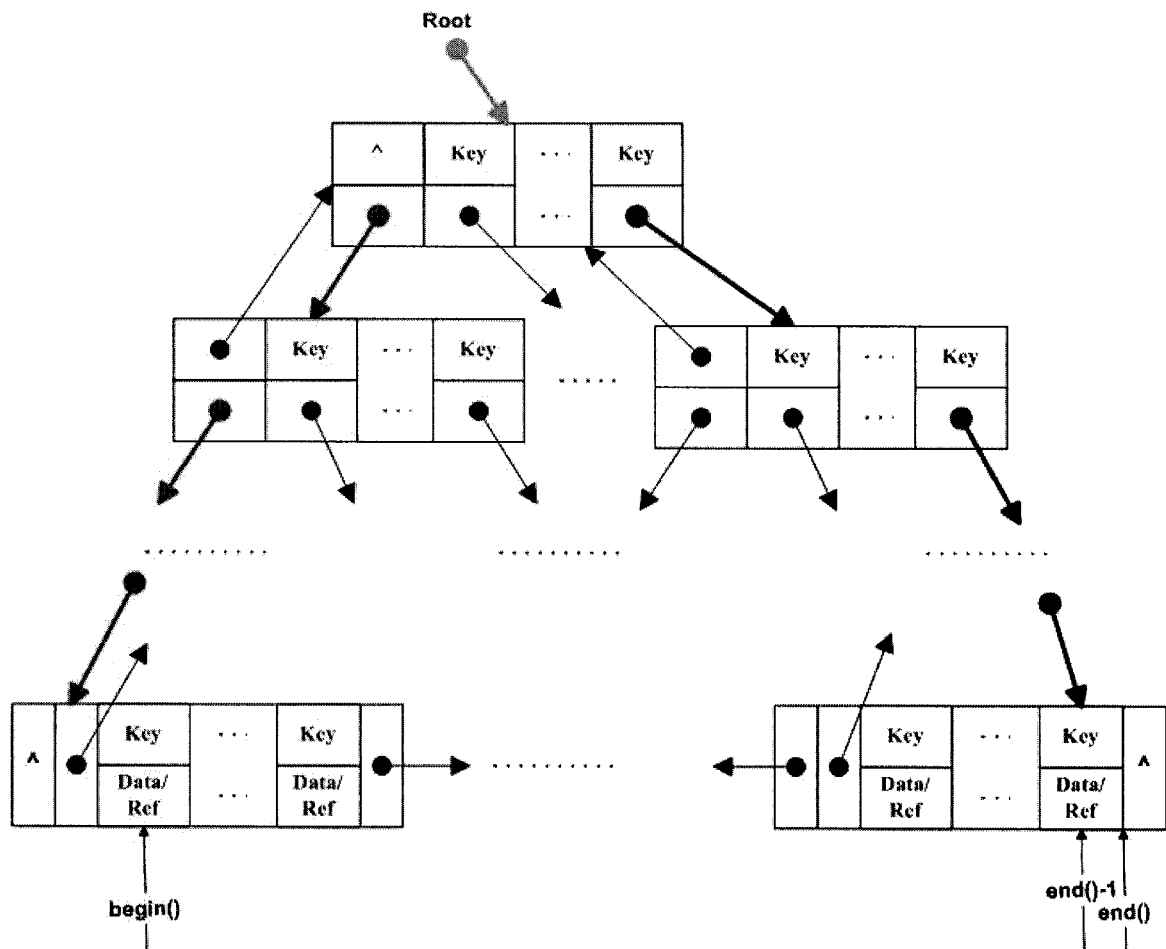 Root
^ Key ··· Key
···
Key ··· Key
···
·····
Key ··· Key
···
·········· ·········· ··········
^ Key ··· Key
Data/ ··· Data/
Ref Ref
··········
Key ··· Key ^
Data/ ··· Data/
Ref Ref
begin()
end()-1
end()